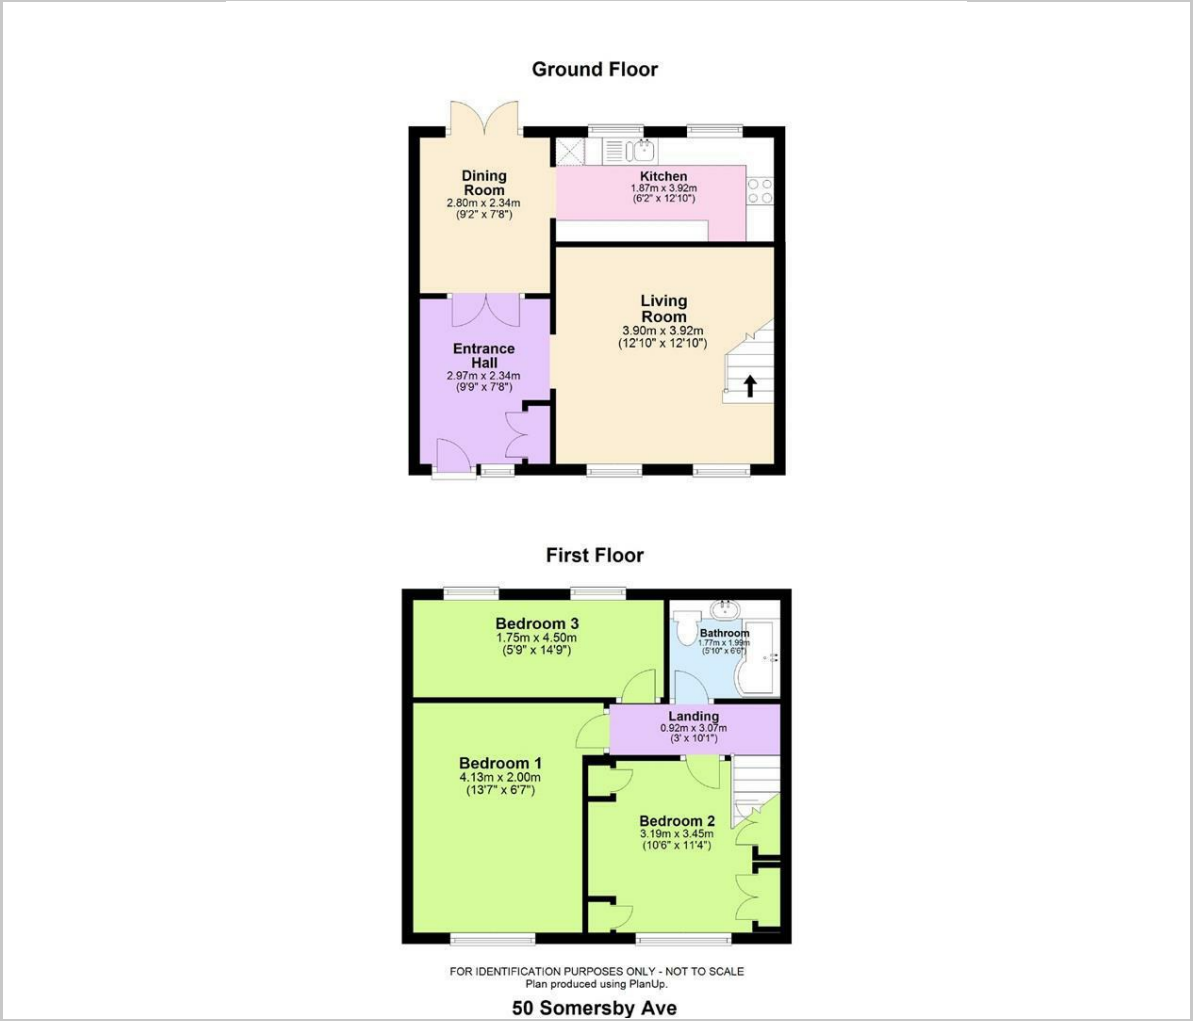 Ground Floor
Dining
Room
2.80m x 2.34m
(9'2" x 7'8")
Kitchen
1.87m x 3.92m
(6'2" x 12'10")
Living
Room
3.90m x 3.92m
(12'10" x 12'10")
Entrance
Hall
2.97m x 2.34m
(9'9" x 7'8")
First Floor
Bedroom 3
1.75m x 4.50m
(5'9" x 14'9")
Bathroom
1.77m x 1.99m
(5'10" x 6'6")
Landing
0.92m x 3.07m
(3' x 10'1")
Bedroom 1
4.13m x 2.00m
(13'7" x 6'7")
Bedroom 2
3.19m x 3.45m
(10'6" x 11'4")
FOR IDENTIFICATION PURPOSES ONLY - NOT TO SCALE
Plan produced using PlanUp.
50 Somersby Ave